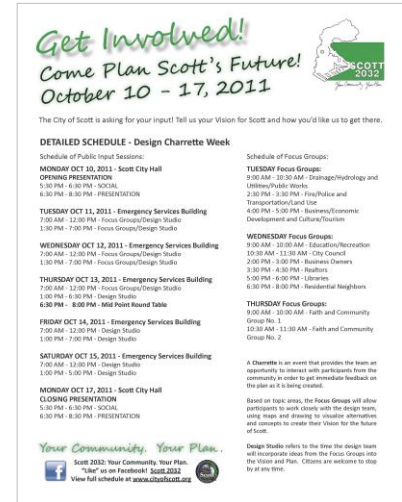 Get Involved!
Come Plan Scott's Future!
October 10 - 17, 2011
SCOTT
2032
Your Community. Your Plan.
The City of Scott is asking for your input! Tell us your Vision for Scott and how you'd like us to get there.
DETAILED SCHEDULE - Design Charrette Week
Schedule of Public Input Sessions:
MONDAY OCT 10, 2011 - Scott City Hall
OPENING PRESENTATION
5:30 PM - 6:30 PM - SOCIAL
6:30 PM - 8:30 PM - PRESENTATION
TUESDAY OCT 11, 2011 - Emergency Services Building
7:00 AM - 12:00 PM - Focus Groups/Design Studio
1:30 PM - 7:00 PM - Focus Groups/Design Studio
WEDNESDAY OCT 12, 2011 - Emergency Services Building
7:00 AM - 12:00 PM - Focus Groups/Design Studio
1:30 PM - 7:00 PM - Focus Groups/Design Studio
THURSDAY OCT 13, 2011 - Emergency Services Building
7:00 AM - 12:00 PM - Focus Groups/Design Studio
1:00 PM - 6:30 PM - Design Studio
6:30 PM - 8:00 PM - Mid Point Round Table
FRIDAY OCT 14, 2011 - Emergency Services Building
7:00 AM - 12:00 PM - Design Studio
1:00 PM - 7:00 PM - Design Studio
SATURDAY OCT 15, 2011 - Emergency Services Building
7:00 AM - 12:00 PM - Design Studio
1:00 PM - 5:00 PM - Design Studio
MONDAY OCT 17, 2011 - Scott City Hall
CLOSING PRESENTATION
5:30 PM - 6:30 PM - SOCIAL
6:30 PM - 8:30 PM - PRESENTATION
Schedule of Focus Groups:
TUESDAY Focus Groups:
9:00 AM - 10:30 AM - Drainage/Hydrology and
Utilities/Public Works
2:30 PM - 3:30 PM - Fire/Police and
Transportation/Land Use
4:00 PM - 5:00 PM - Business/Economic
Development and Culture/Tourism
WEDNESDAY Focus Groups:
9:00 AM - 10:00 AM - Education/Recreation
10:30 AM - 11:30 AM - City Council
2:00 PM - 3:00 PM - Business Owners
3:30 PM - 4:30 PM - Realtors
5:00 PM - 6:00 PM - Libraries
6:30 PM - 8:00 PM - Residential Neighbors
THURSDAY Focus Groups:
9:00 AM - 10:00 AM - Faith and Community
Group No. 1
10:30 AM - 11:30 AM - Faith and Community
Group No. 2
A Charrette is an event that provides the team an
opportunity to interact with participants from the
community in order to get immediate feedback on
the plan as it is being created.
Based on topic areas, the Focus Groups will allow
participants to work closely with the design team,
using maps and drawing to visualize alternatives
and concepts to create their Vision for the future
of Scott.
Design Studio refers to the time the design team
will incorporate ideas from the Focus Groups into
the Vision and Plan. Citizens are welcome to stop
by at any time.
Your Community. Your Plan.
Scott 2032: Your Community. Your Plan.
"Like" us on Facebook! Scott 2032
View full schedule at www.cityofscott.org